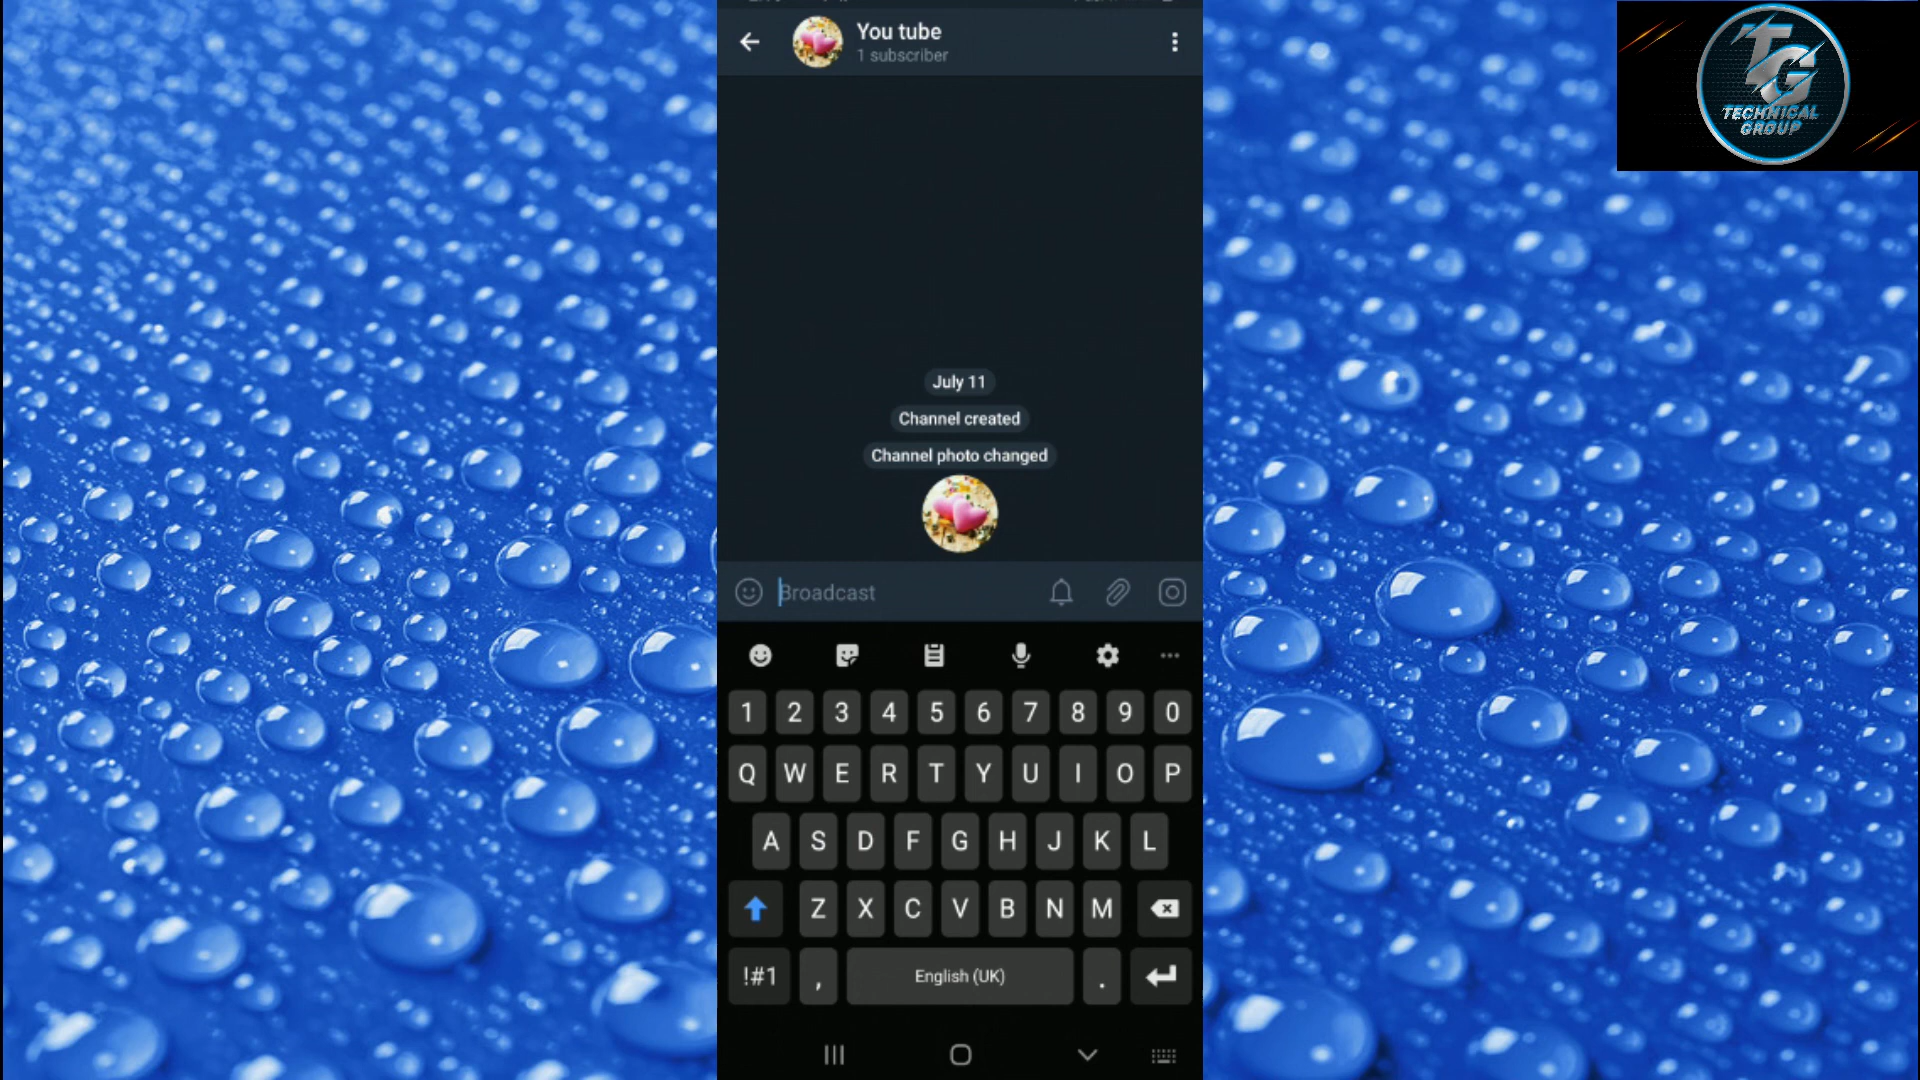 You tube
1 subscriber
TG
TECHNICAL
GROUP
July 11
Channel created
Channel photo changed
Broadcast
1 2 3 4 5 6 7 8 9 0
Q W E R T Y U I O P
A S D F G H J K L
Z X C V B N M
!#1 , English (UK) .